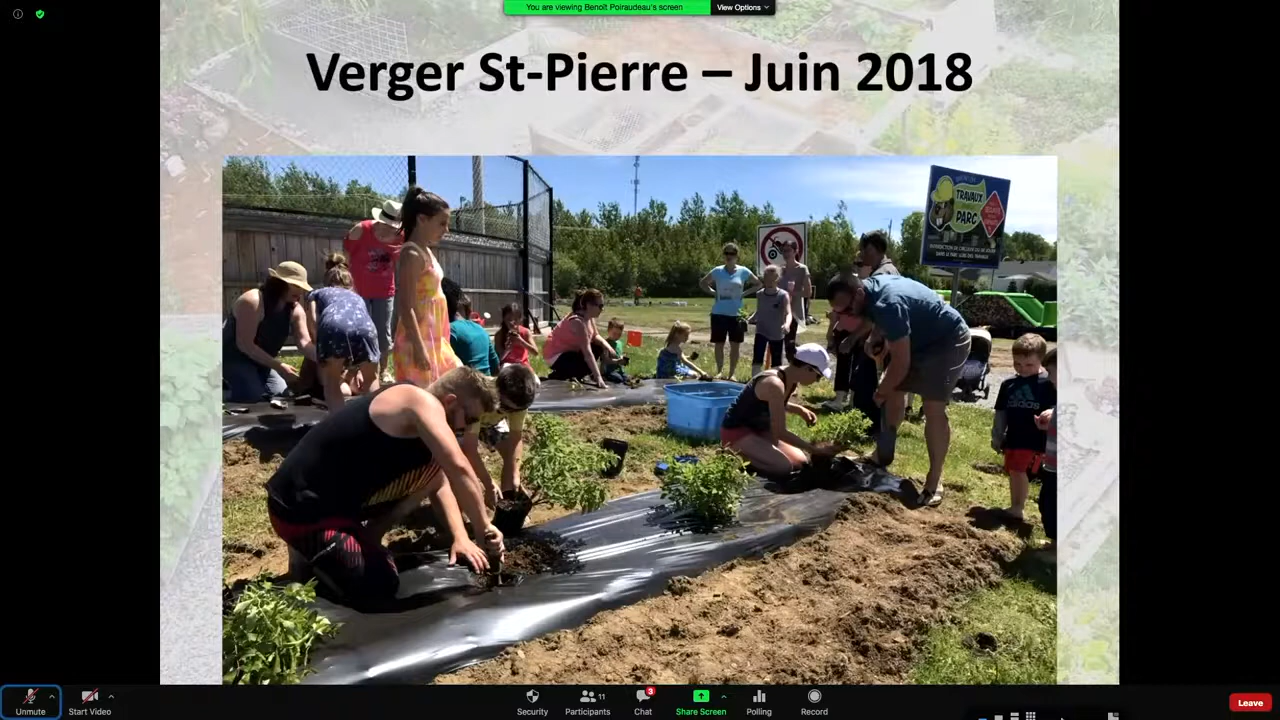 You are viewing Benoît Poiraudeau's screen
View Options
Verger St-Pierre – Juin 2018
TRAVAUX
PARC
adidas
Unmute
Start Video
Security
Participants
11
Chat
3
Share Screen
Polling
Record
Leave